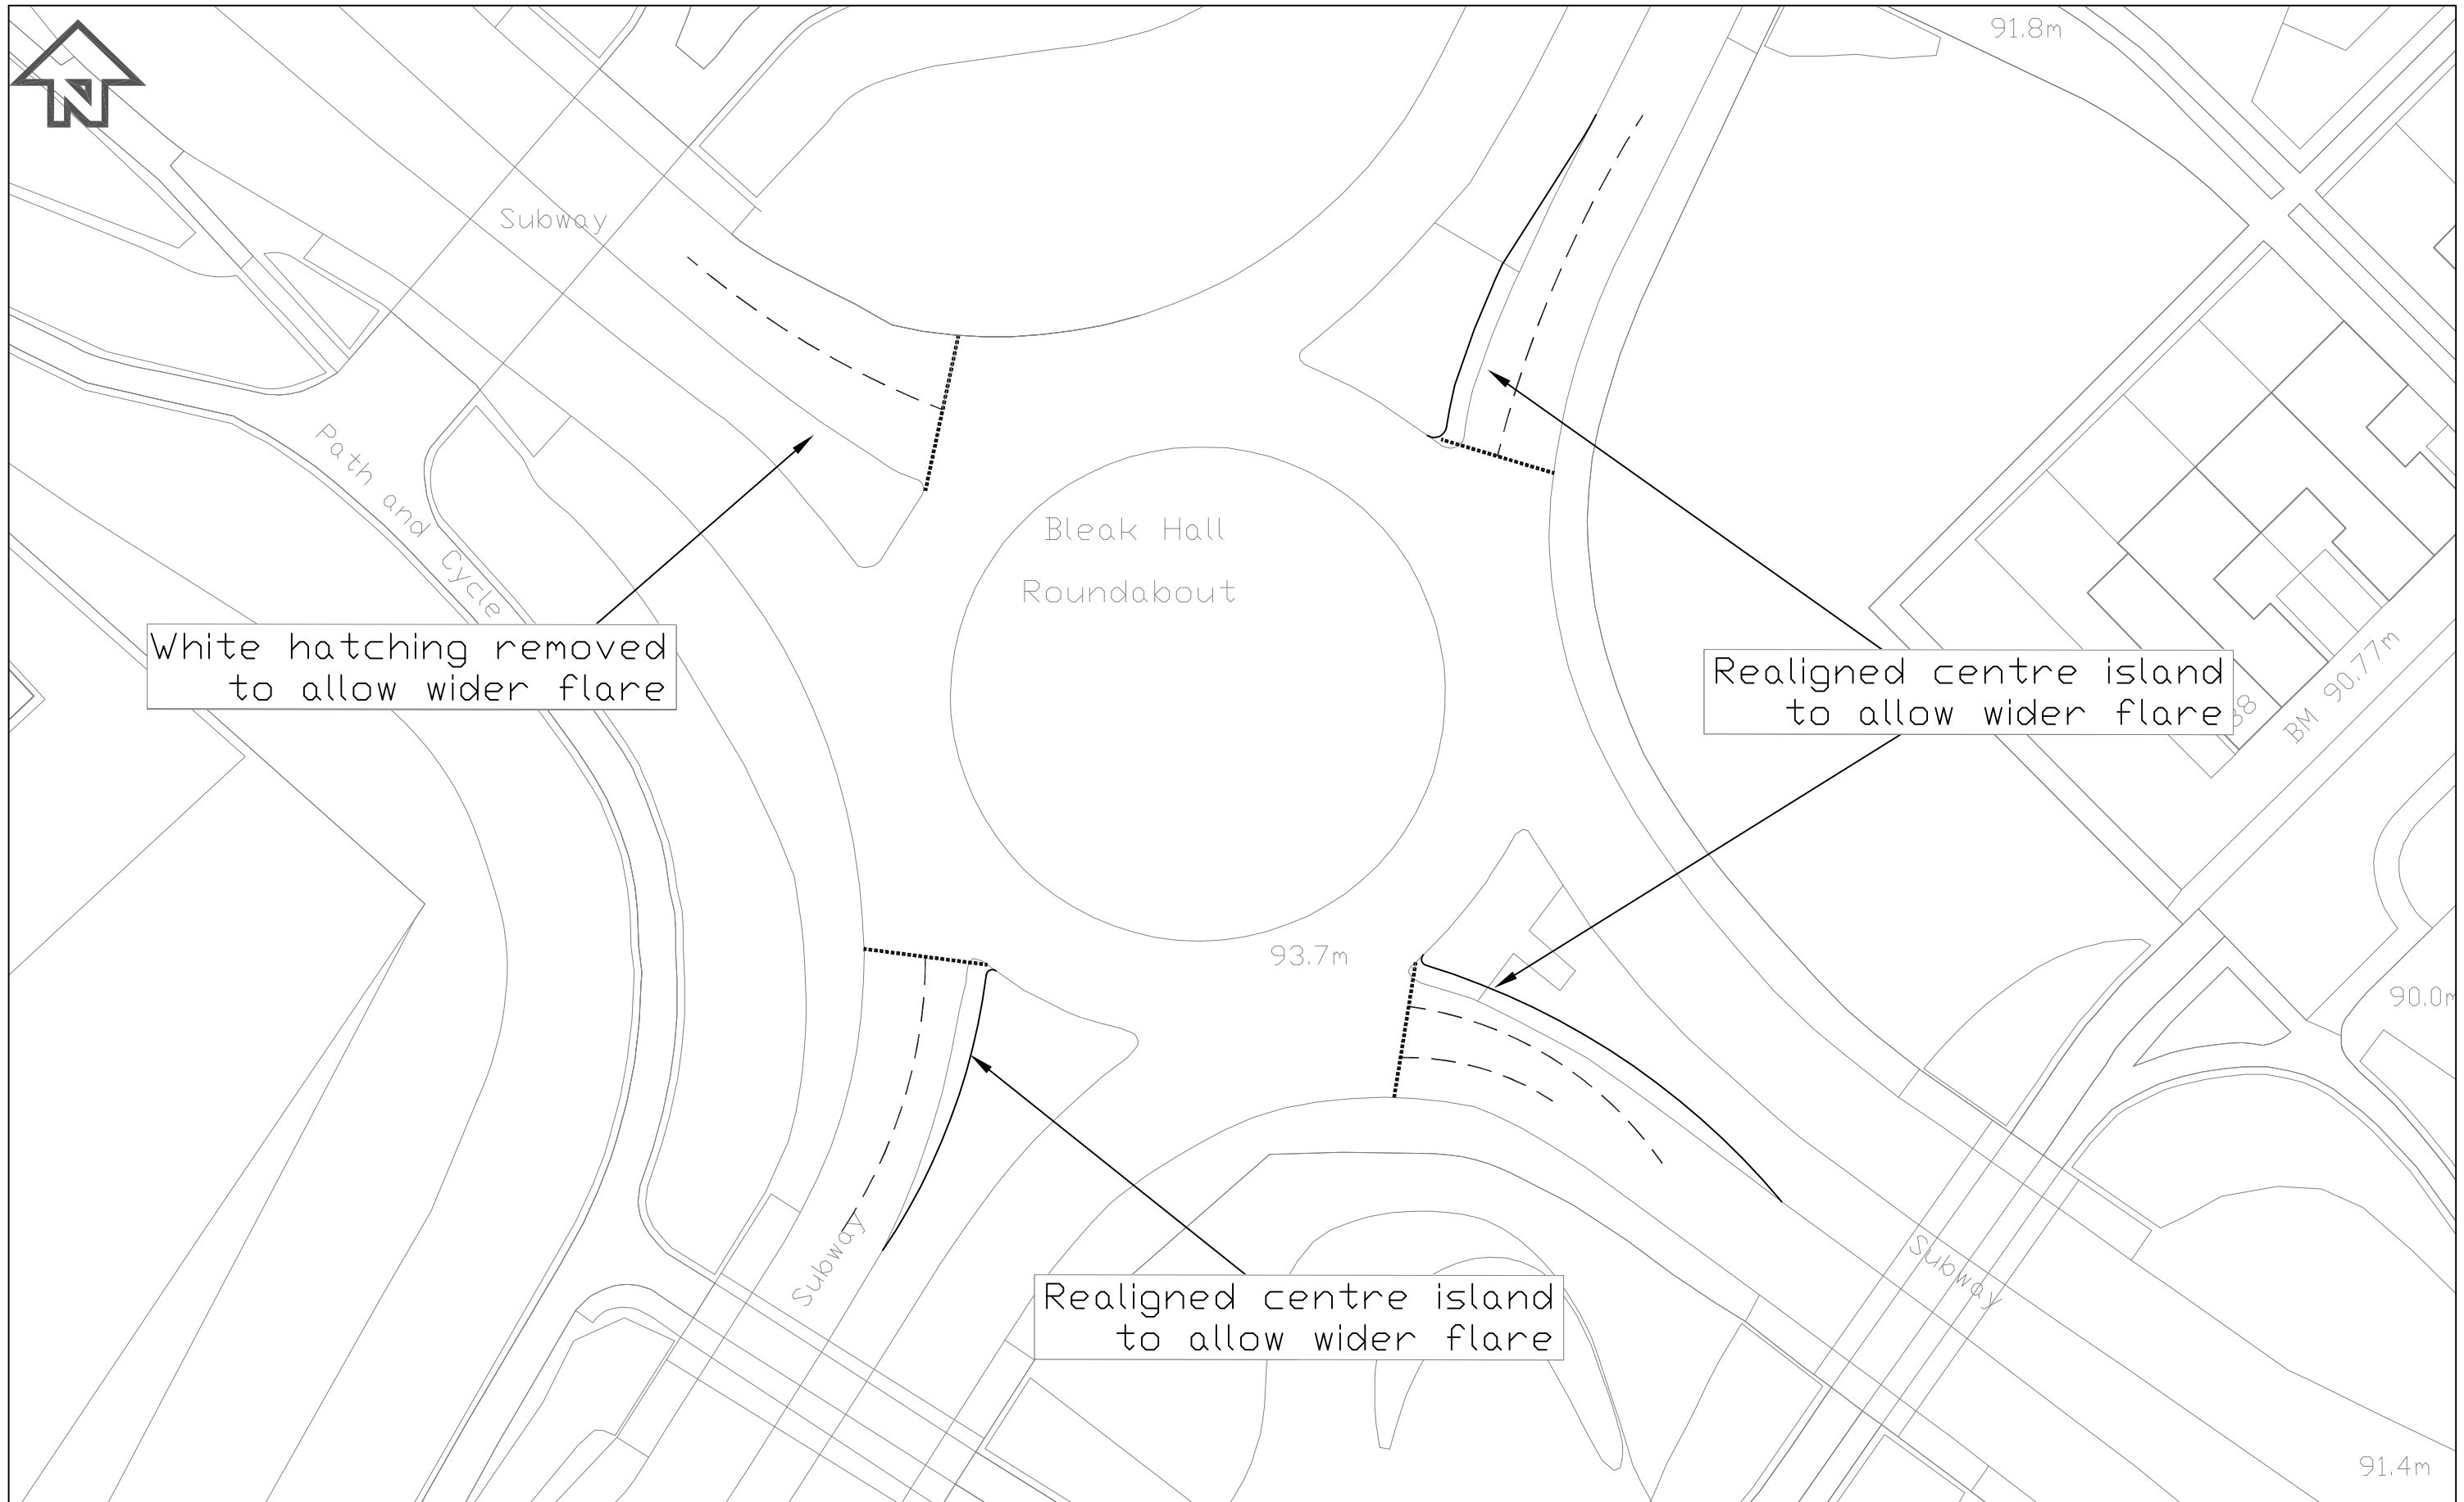 91.8m
N
Subway
Path and Cycle
Bleak Hall
Roundabout
White hatching removed
to allow wider flare
Realigned centre island
to allow wider flare
BM 90.77m
93.7m
90.0m
Subway
Subway
Realigned centre island
to allow wider flare
91.4m